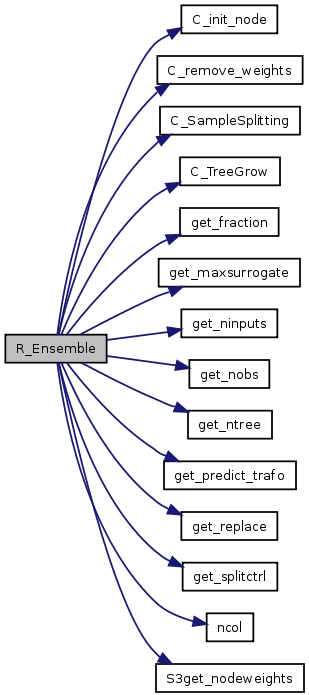 C_init_node
C_remove_weights
C_SampleSplitting
C_TreeGrow
get_fraction
get_maxsurrogate
get_ninputs
R_Ensemble
get_nobs
get_ntree
get_predict_trafo
get_replace
get_splitctrl
ncol
S3get_nodeweights